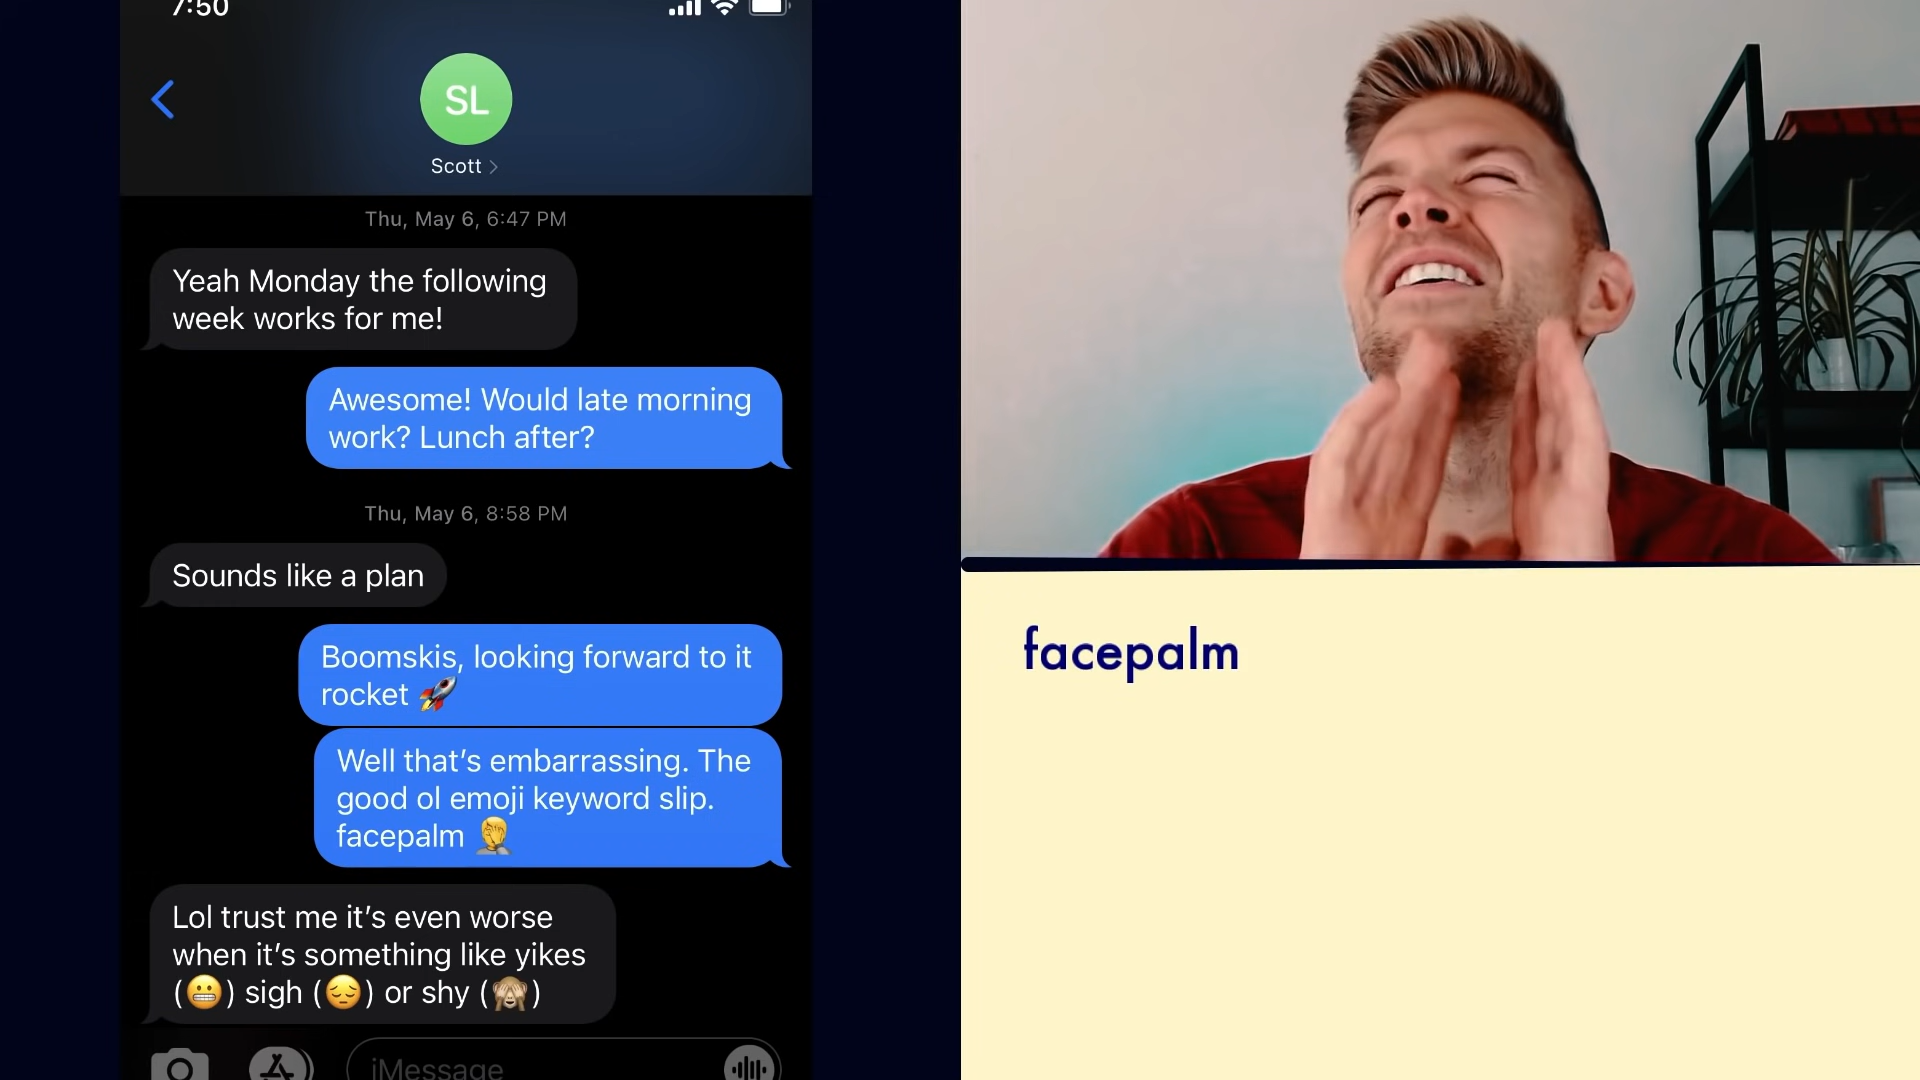 7:50
SL
Scott
Thu, May 6, 6:47 PM
Yeah Monday the following
week works for me!
Awesome! Would late morning
work? Lunch after?
Thu, May 6, 8:58 PM
Sounds like a plan
Boomskis, looking forward to it
rocket 🚀
Well that’s embarrassing. The
good ol emoji keyword slip.
facepalm 🤦‍♂️
Lol trust me it’s even worse
when it’s something like yikes
(😬) sigh (😔) or shy (🙈)
iMessage
facepalm